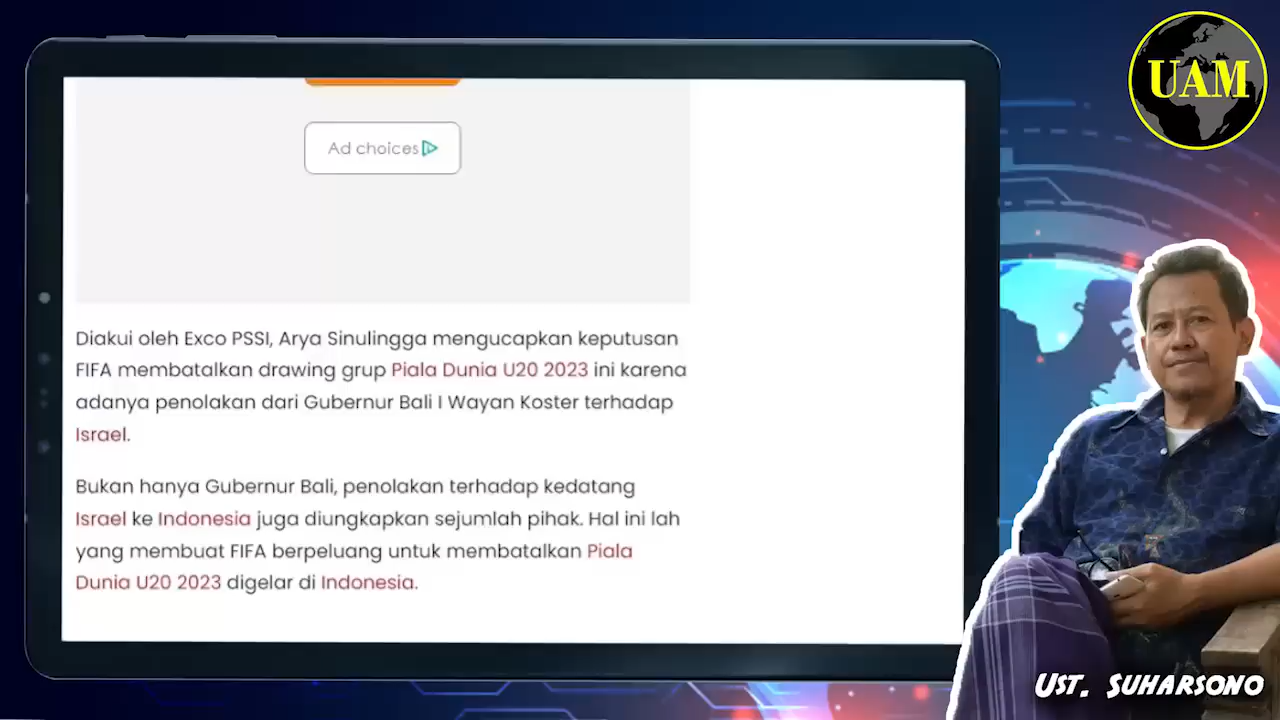 UAM
Ad choices
Diakui oleh Exco PSSI, Arya Sinulingga mengucapkan keputusan
FIFA membatalkan drawing grup Piala Dunia U20 2023 ini karena
adanya penolakan dari Gubernur Bali I Wayan Koster terhadap
Israel.
Bukan hanya Gubernur Bali, penolakan terhadap kedatang
Israel ke Indonesia juga diungkapkan sejumlah pihak. Hal ini lah
yang membuat FIFA berpeluang untuk membatalkan Piala
Dunia U20 2023 digelar di Indonesia.
UST. SUHARSONO